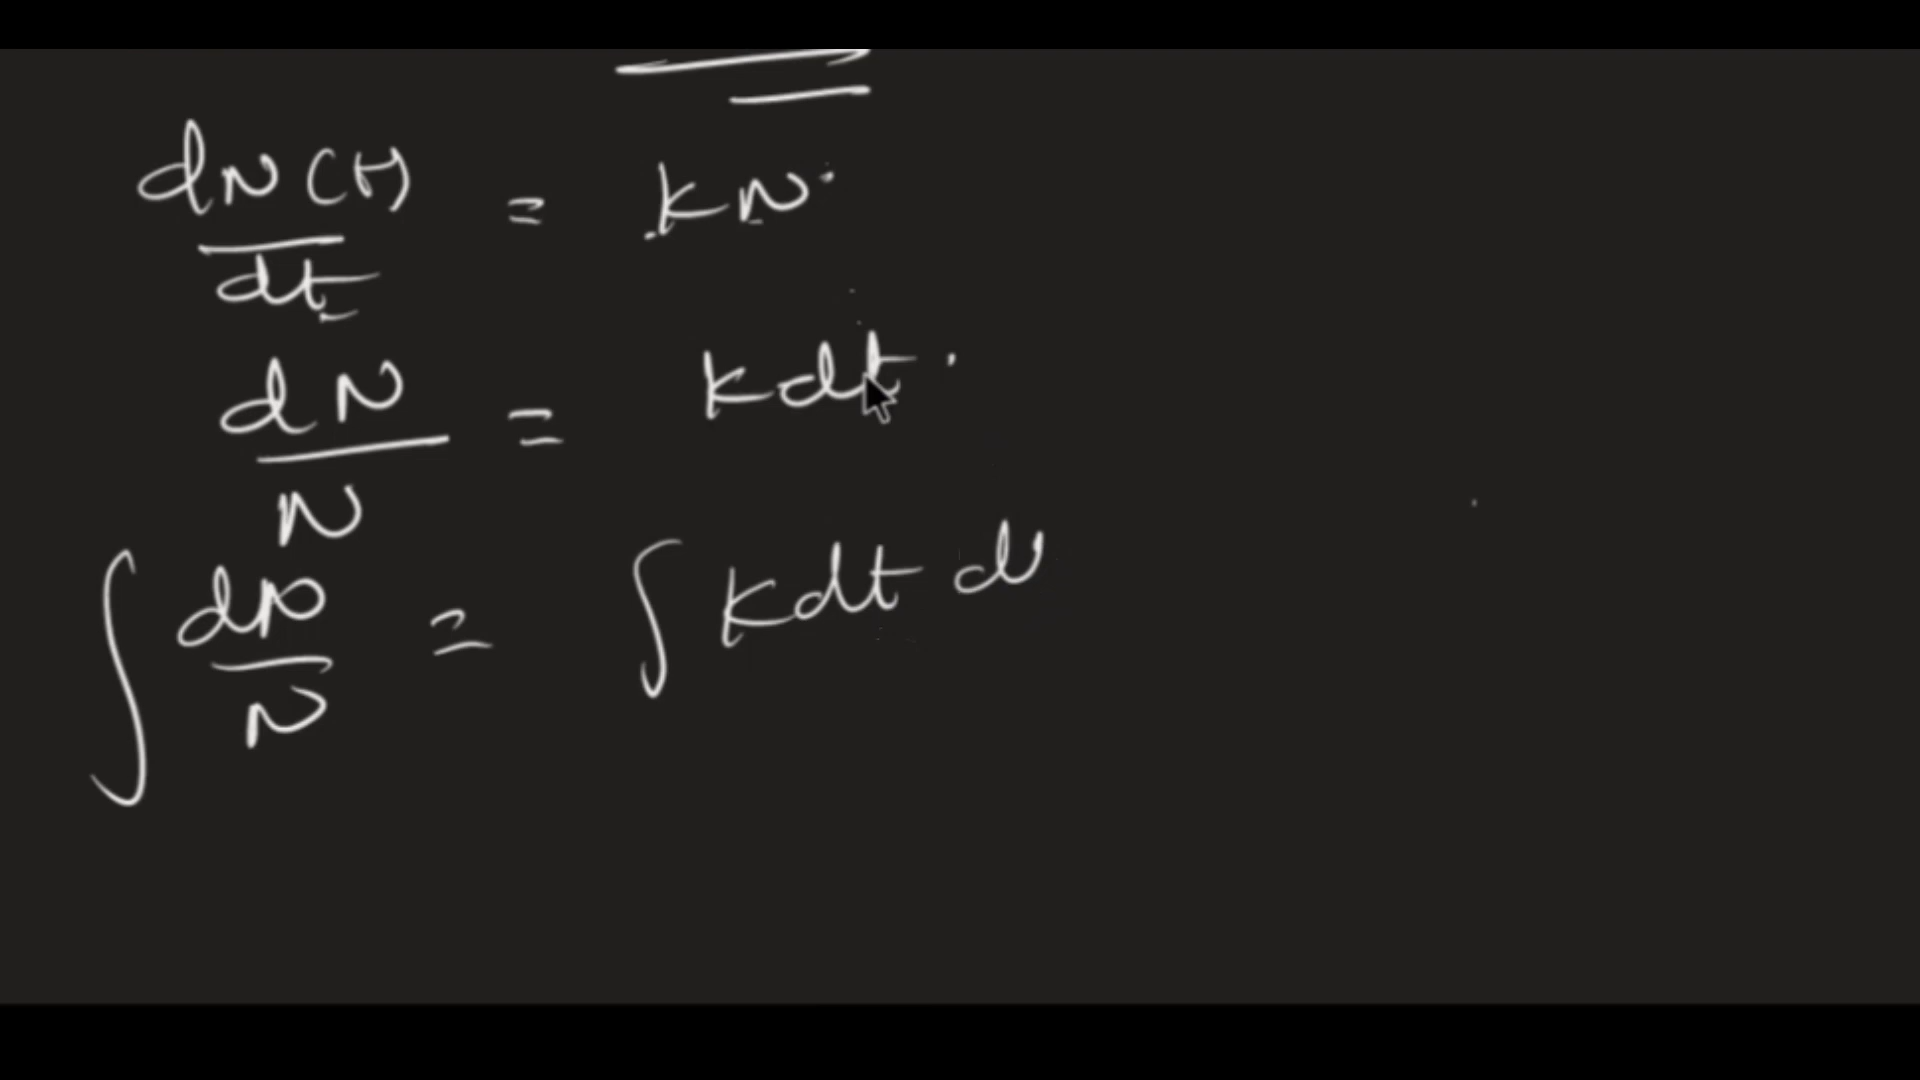 dN(t)/dt = kN.
dN/N = kdt.
∫ dN/N = ∫ kdt d